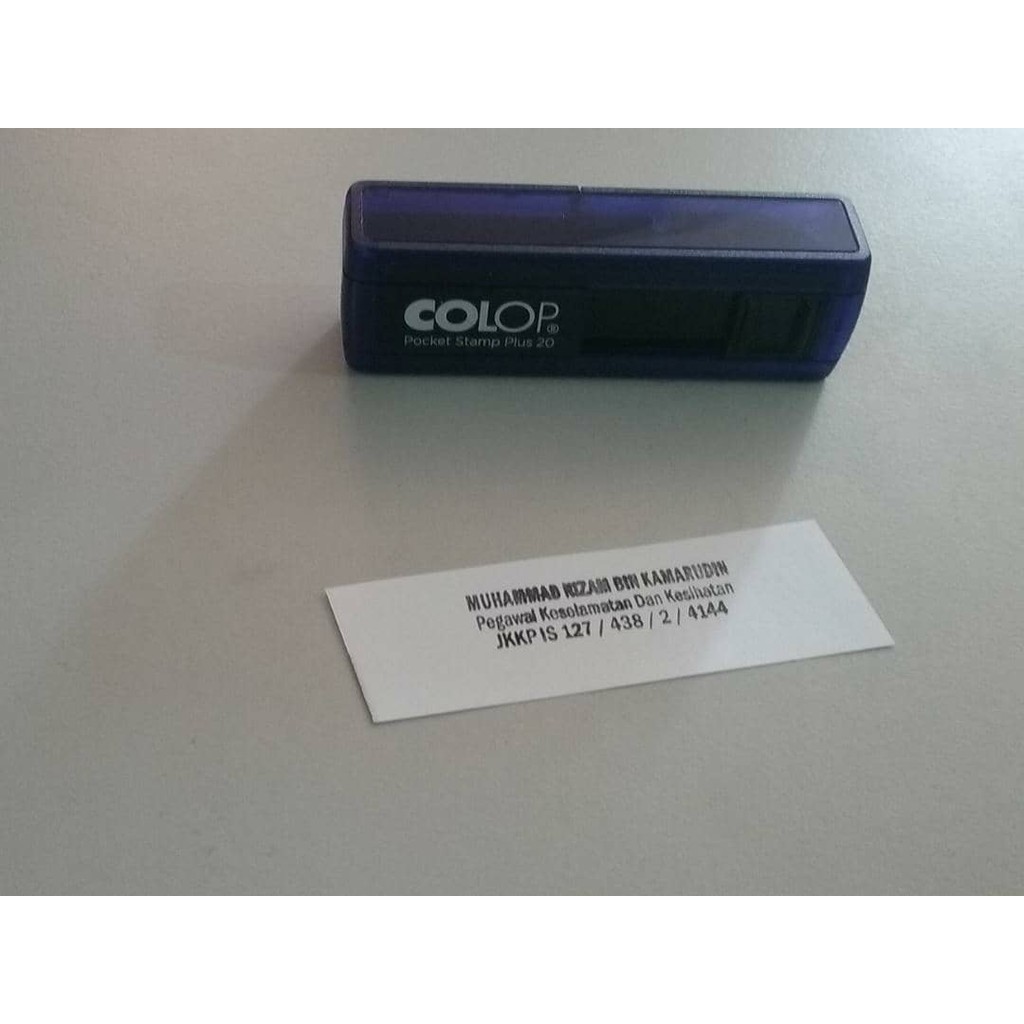 COLOP®
Pocket Stamp Plus 20
MUHAMMAD NIZAM BIN KAMARUDIN
Pegawai Keselamatan Dan Kesihatan
JKKP IS 127 / 438 / 2 / 4144